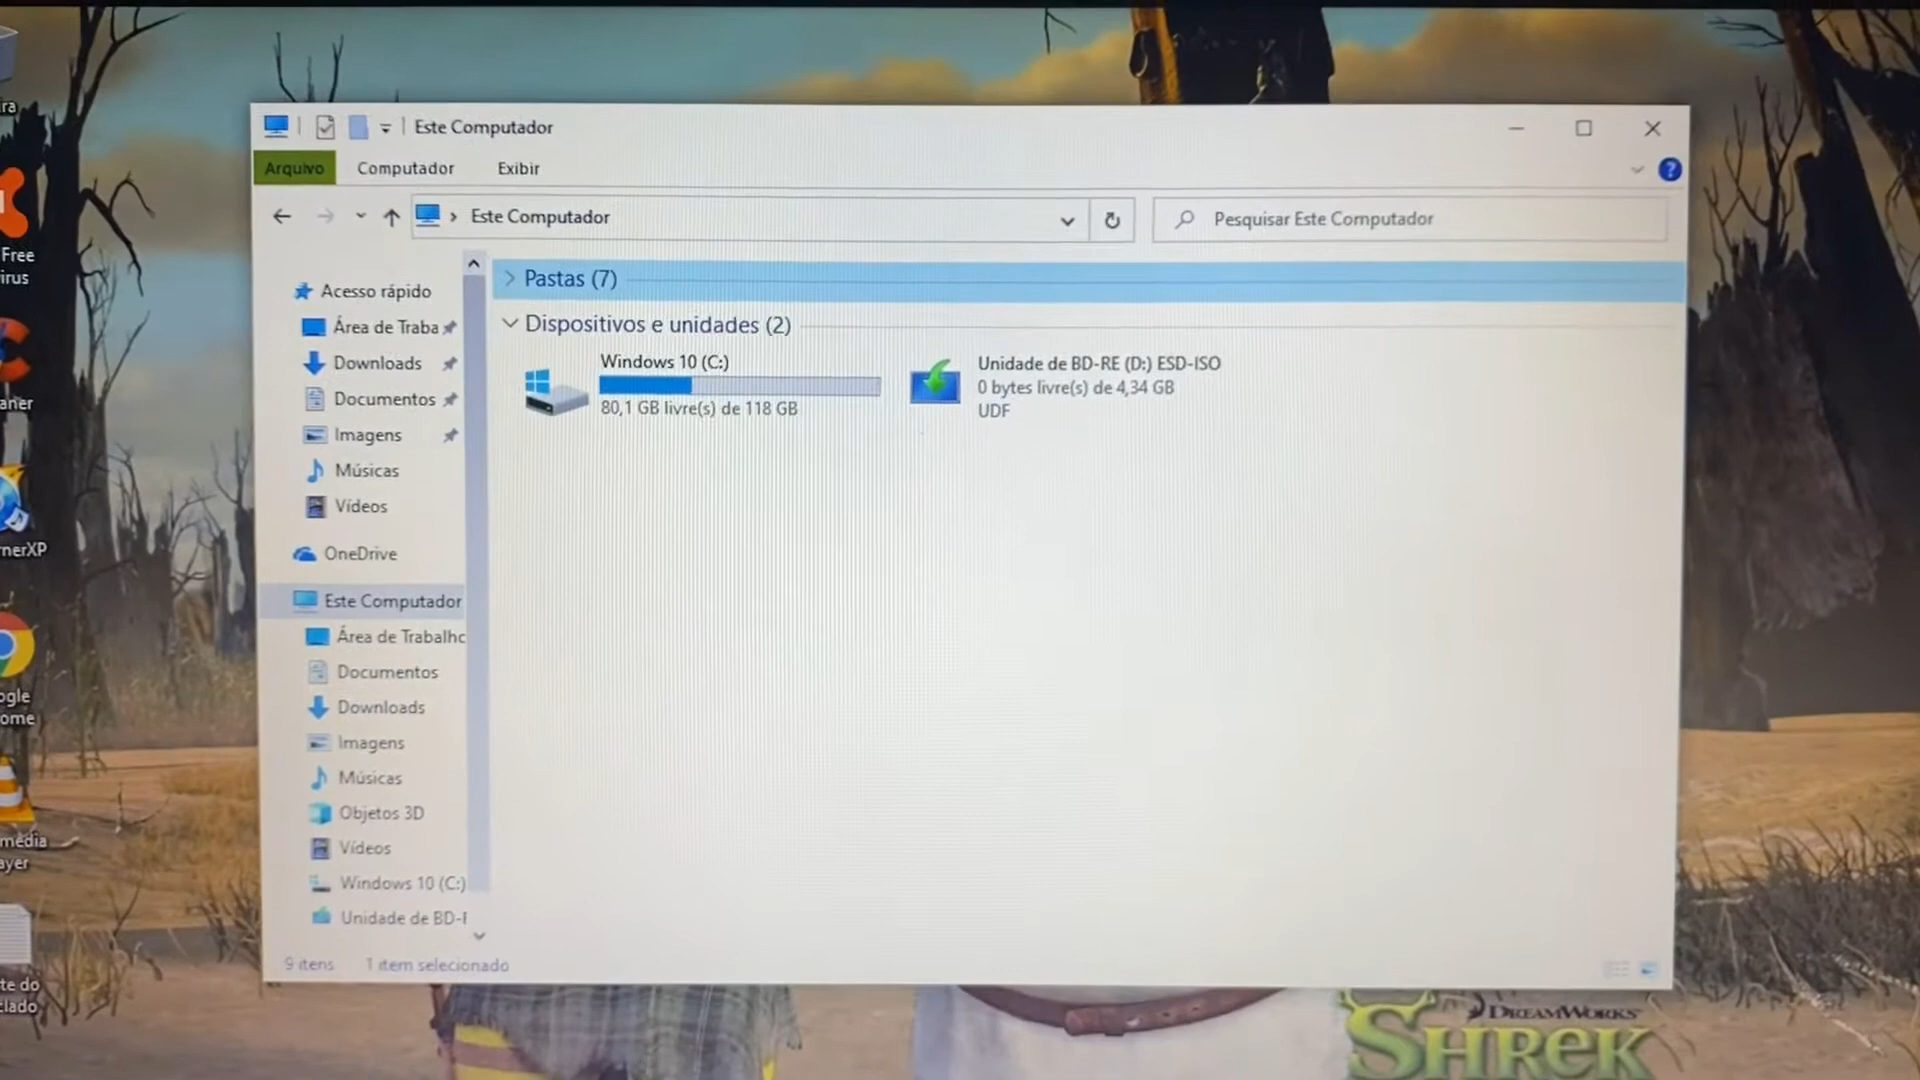 Este Computador
Arquivo Computador Exibir
Este Computador
Pesquisar Este Computador
Acesso rápido
Área de Traba
Downloads
Documentos
Imagens
Músicas
Vídeos
OneDrive
Este Computador
Área de Trabalho
Documentos
Downloads
Imagens
Músicas
Objetos 3D
Vídeos
Windows 10 (C:)
Unidade de BD-R
9 itens 1 item selecionado
Pastas (7)
Dispositivos e unidades (2)
Windows 10 (C:)
80,1 GB livre(s) de 118 GB
Unidade de BD-RE (D:) ESD-ISO
0 bytes livre(s) de 4,34 GB
UDF
ira
Free
irus
aner
rnerXP
ogle
ome
media
ayer
te do
clado
DREAMWORKS
SHREK